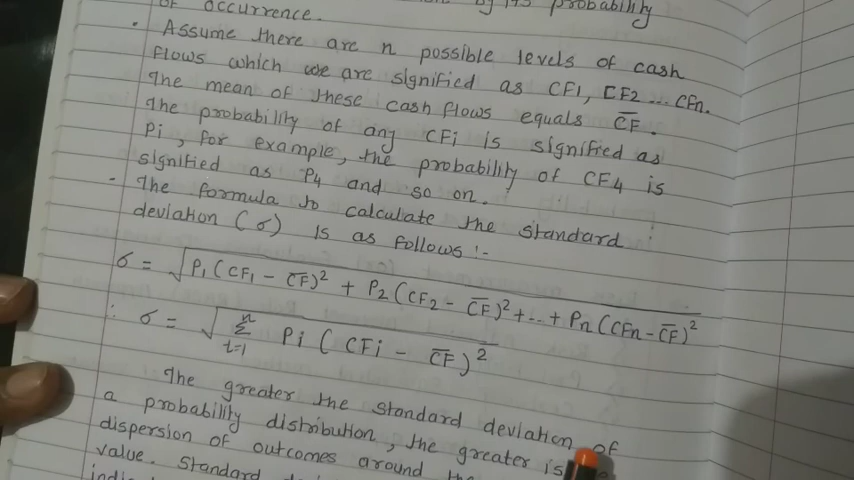 of occurrence. by its probability
• Assume there are n possible levels of cash
flows which we are signified as CF1, CF2 ... CFn.
The mean of these cash flows equals C̅F̅.
The probability of any CFi is signified as
Pi, for example, the probability of CF4 is
signified as P4 and so on.
- The formula to calculate the standard
deviation (σ) is as follows :-
σ = √P1 (CF1 - C̅F̅)² + P2 (CF2 - C̅F̅)² + ... + Pn (CFn - C̅F̅)²
∴ σ = √ n Σ t=1 Pi (CFi - C̅F̅)²
The greater the standard deviation of
a probability distribution, the greater is
dispersion of outcomes around the
value. Standard